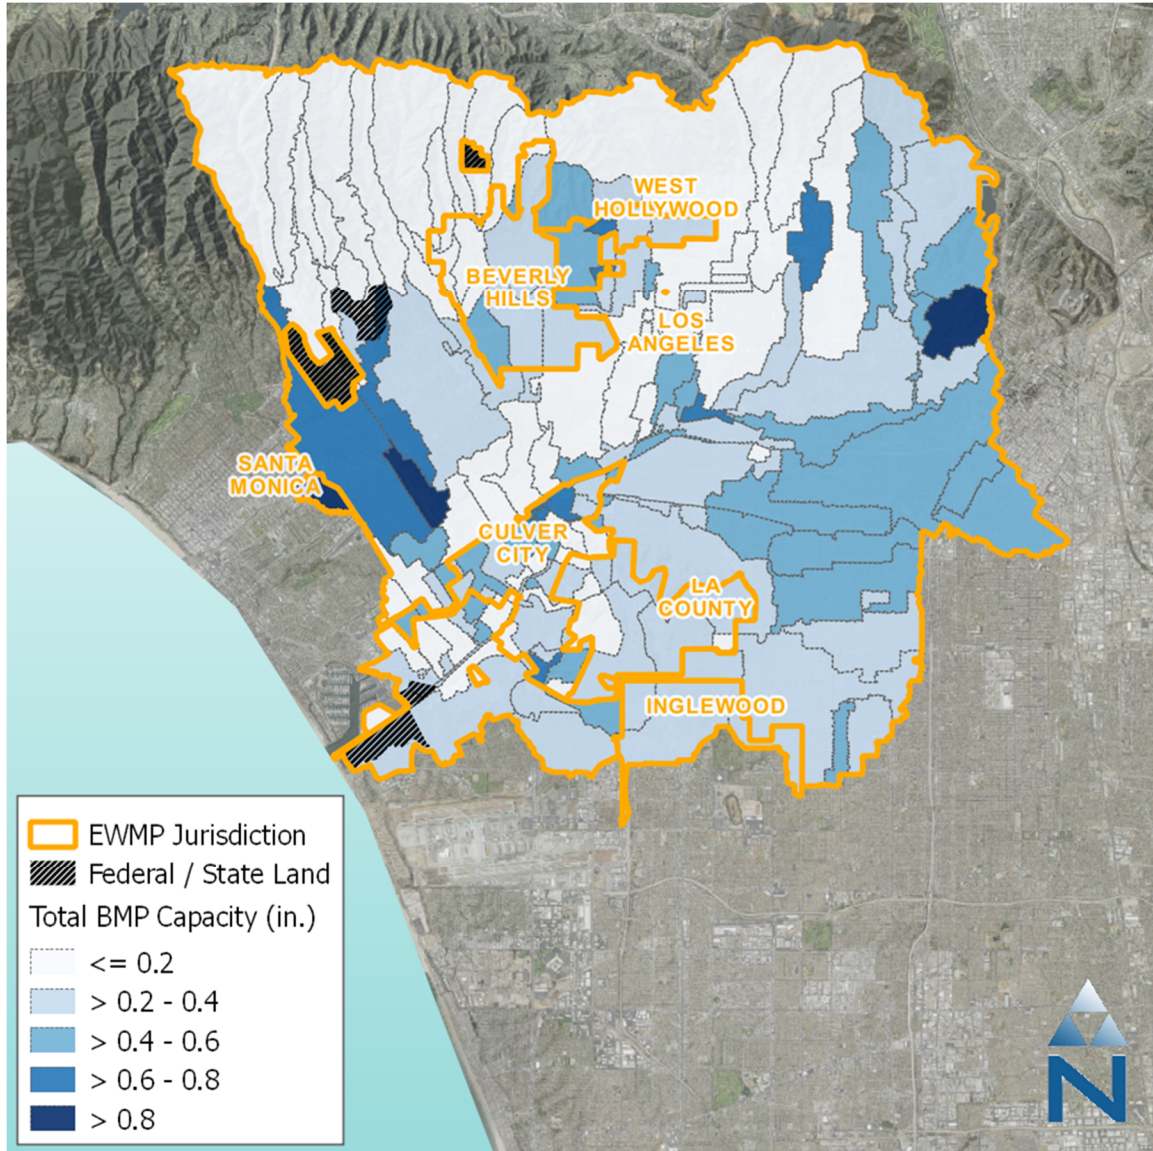 WEST
HOLLYWOOD
BEVERLY
HILLS
LOS
ANGELES
SANTA
MONICA
CULVER
CITY
LA
COUNTY
INGLEWOOD
EWMP Jurisdiction
Federal / State Land
Total BMP Capacity (in.)
<= 0.2
> 0.2 - 0.4
> 0.4 - 0.6
> 0.6 - 0.8
> 0.8
N